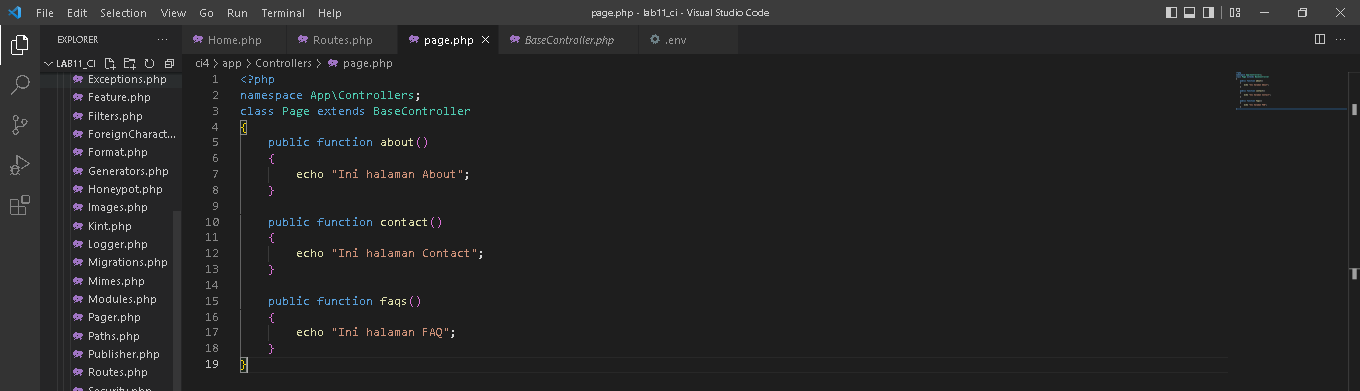 File Edit Selection View Go Run Terminal Help page.php - lab11_ci - Visual Studio Code
EXPLORER ··· Home.php Routes.php page.php BaseController.php .env ···
LAB11_CI ci4 > app > Controllers > page.php
Exceptions.php
Feature.php
Filters.php
ForeignCharact...
Format.php
Generators.php
Honeypot.php
Images.php
Kint.php
Logger.php
Migrations.php
Mimes.php
Modules.php
Pager.php
Paths.php
Publisher.php
Routes.php
Security.php
1 <?php
2 namespace App\Controllers;
3 class Page extends BaseController
4 {
5 public function about()
6 {
7 echo "Ini halaman About";
8 }
9
10 public function contact()
11 {
12 echo "Ini halaman Contact";
13 }
14
15 public function faqs()
16 {
17 echo "Ini halaman FAQ";
18 }
19 }